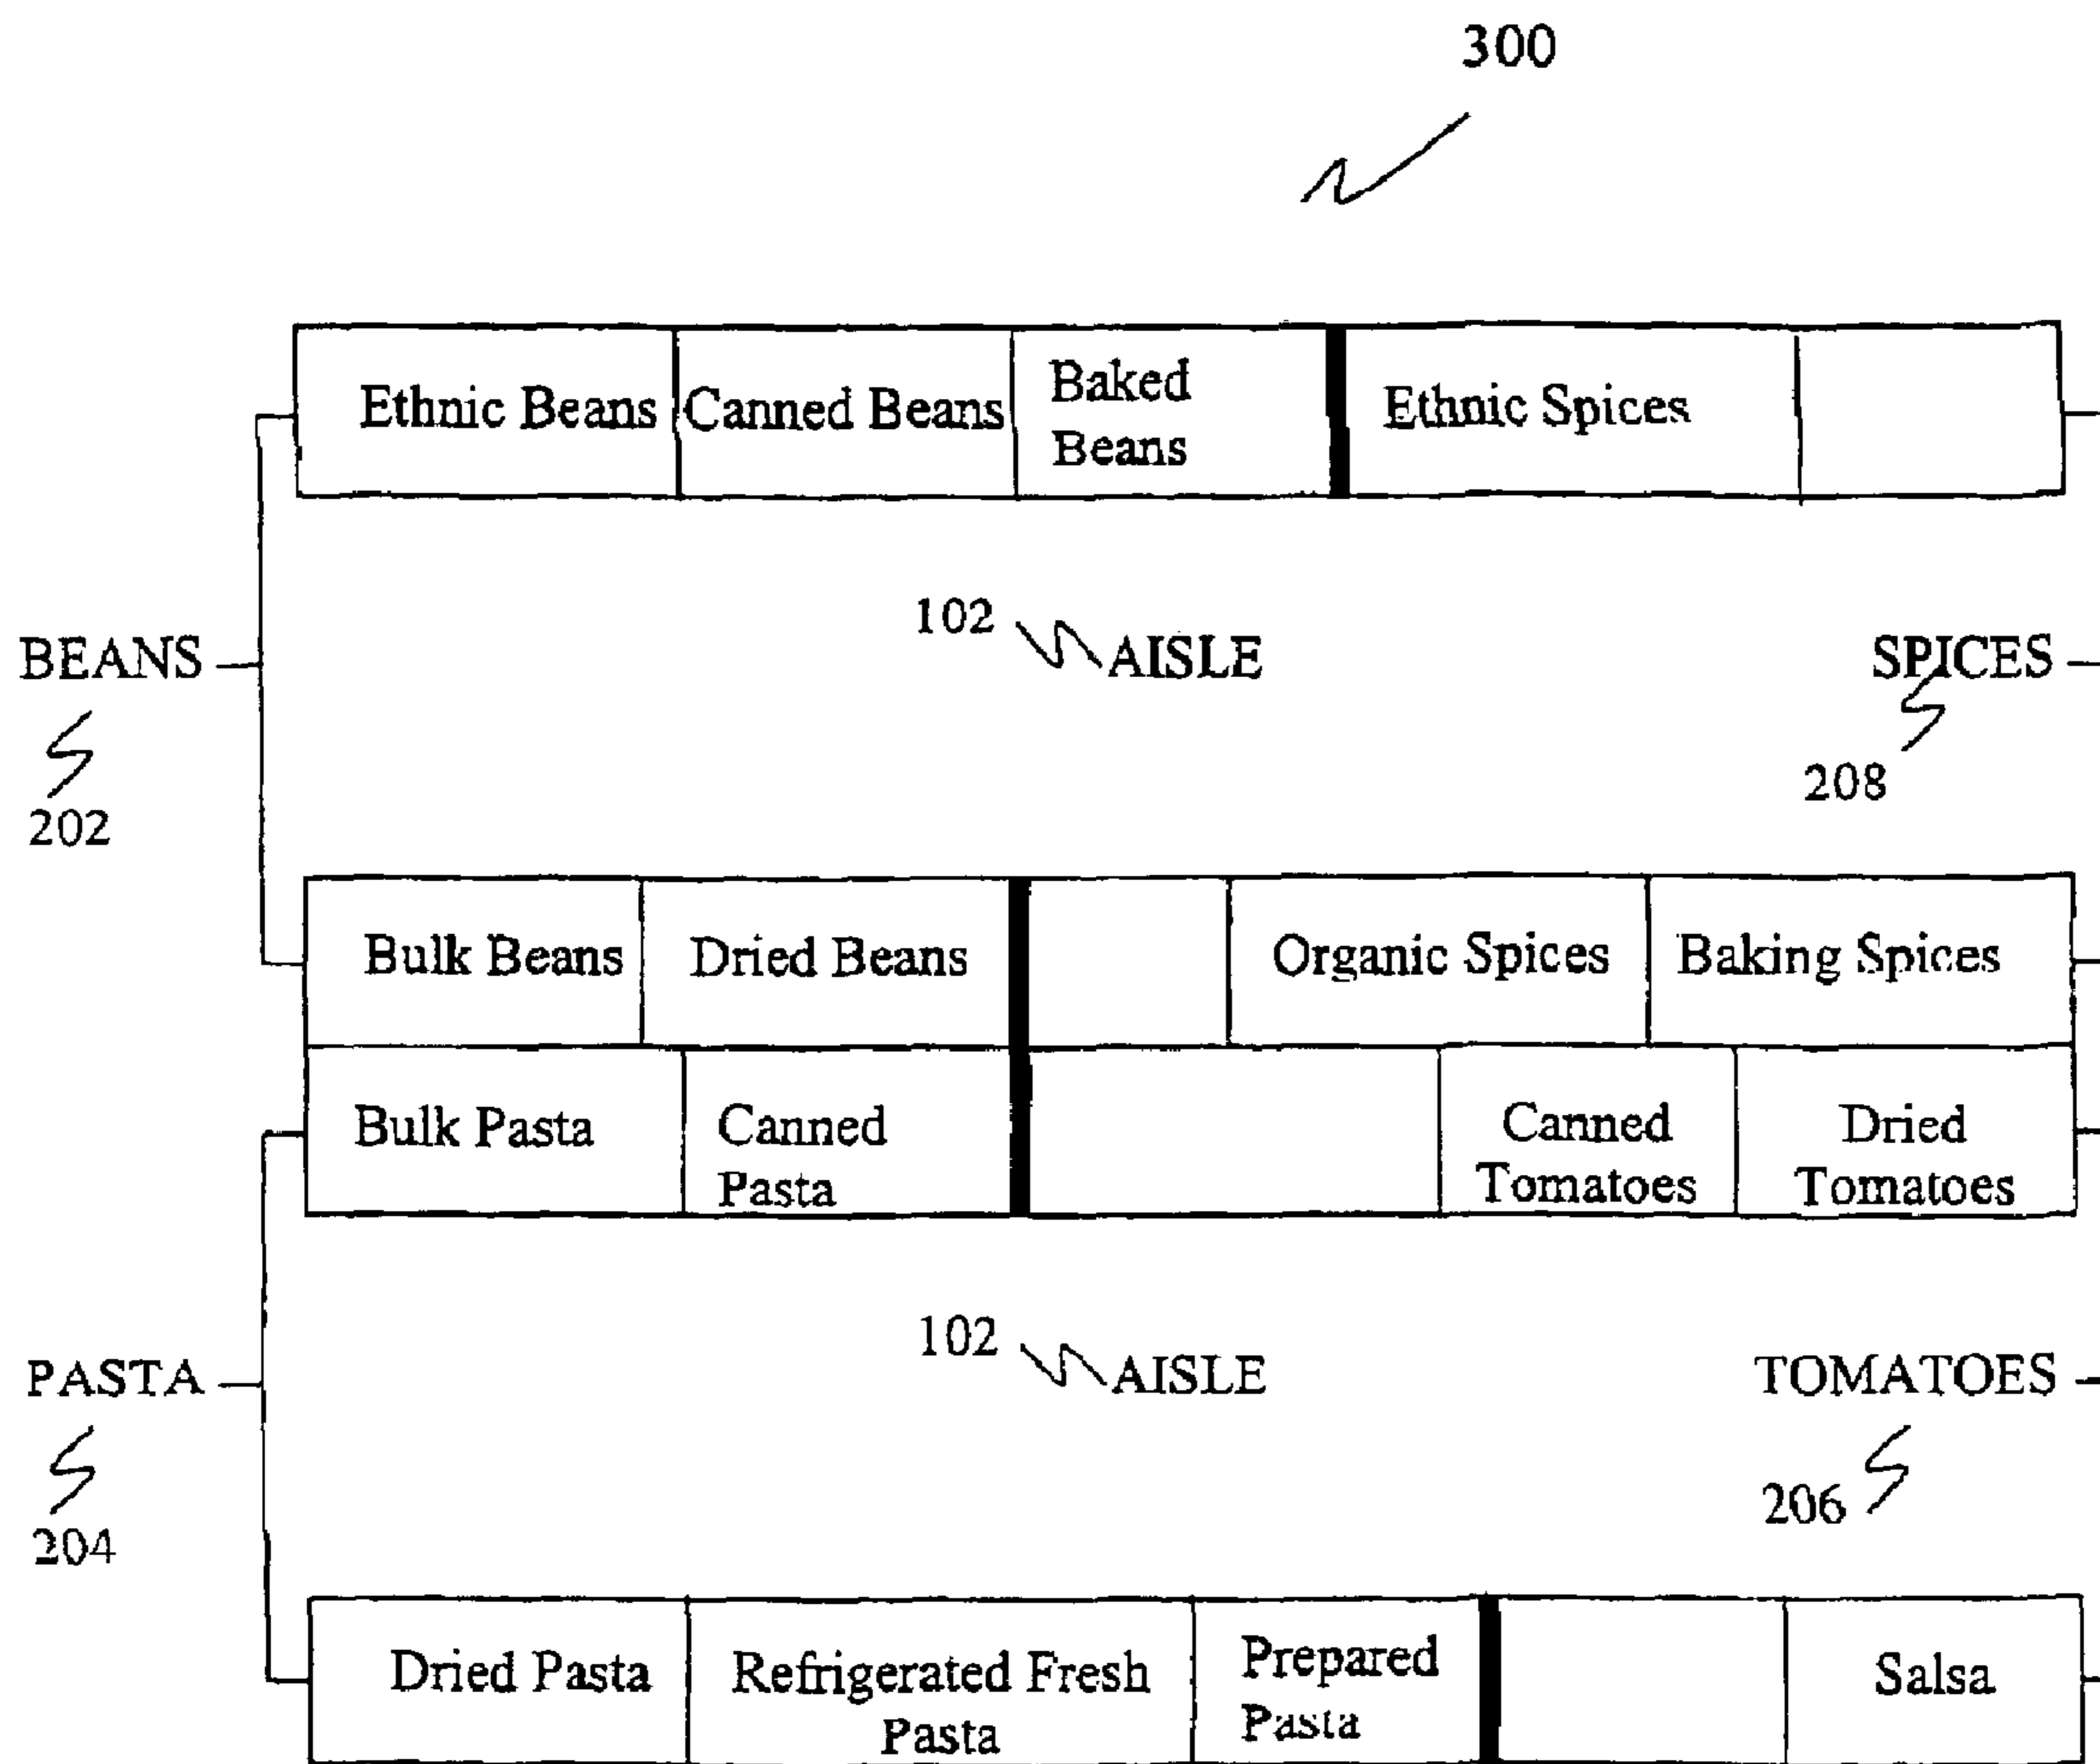 300
Ethnic Beans
Canned Beans
Baked
Beans
Ethnic Spices
BEANS
202
102
AISLE
SPICES
208
Bulk Beans
Dried Beans
Organic Spices
Baking Spices
Bulk Pasta
Canned
Pasta
Canned
Tomatoes
Dried
Tomatoes
PASTA
204
102
AISLE
TOMATOES
206
Dried Pasta
Refrigerated Fresh
Pasta
Prepared
Pasta
Salsa